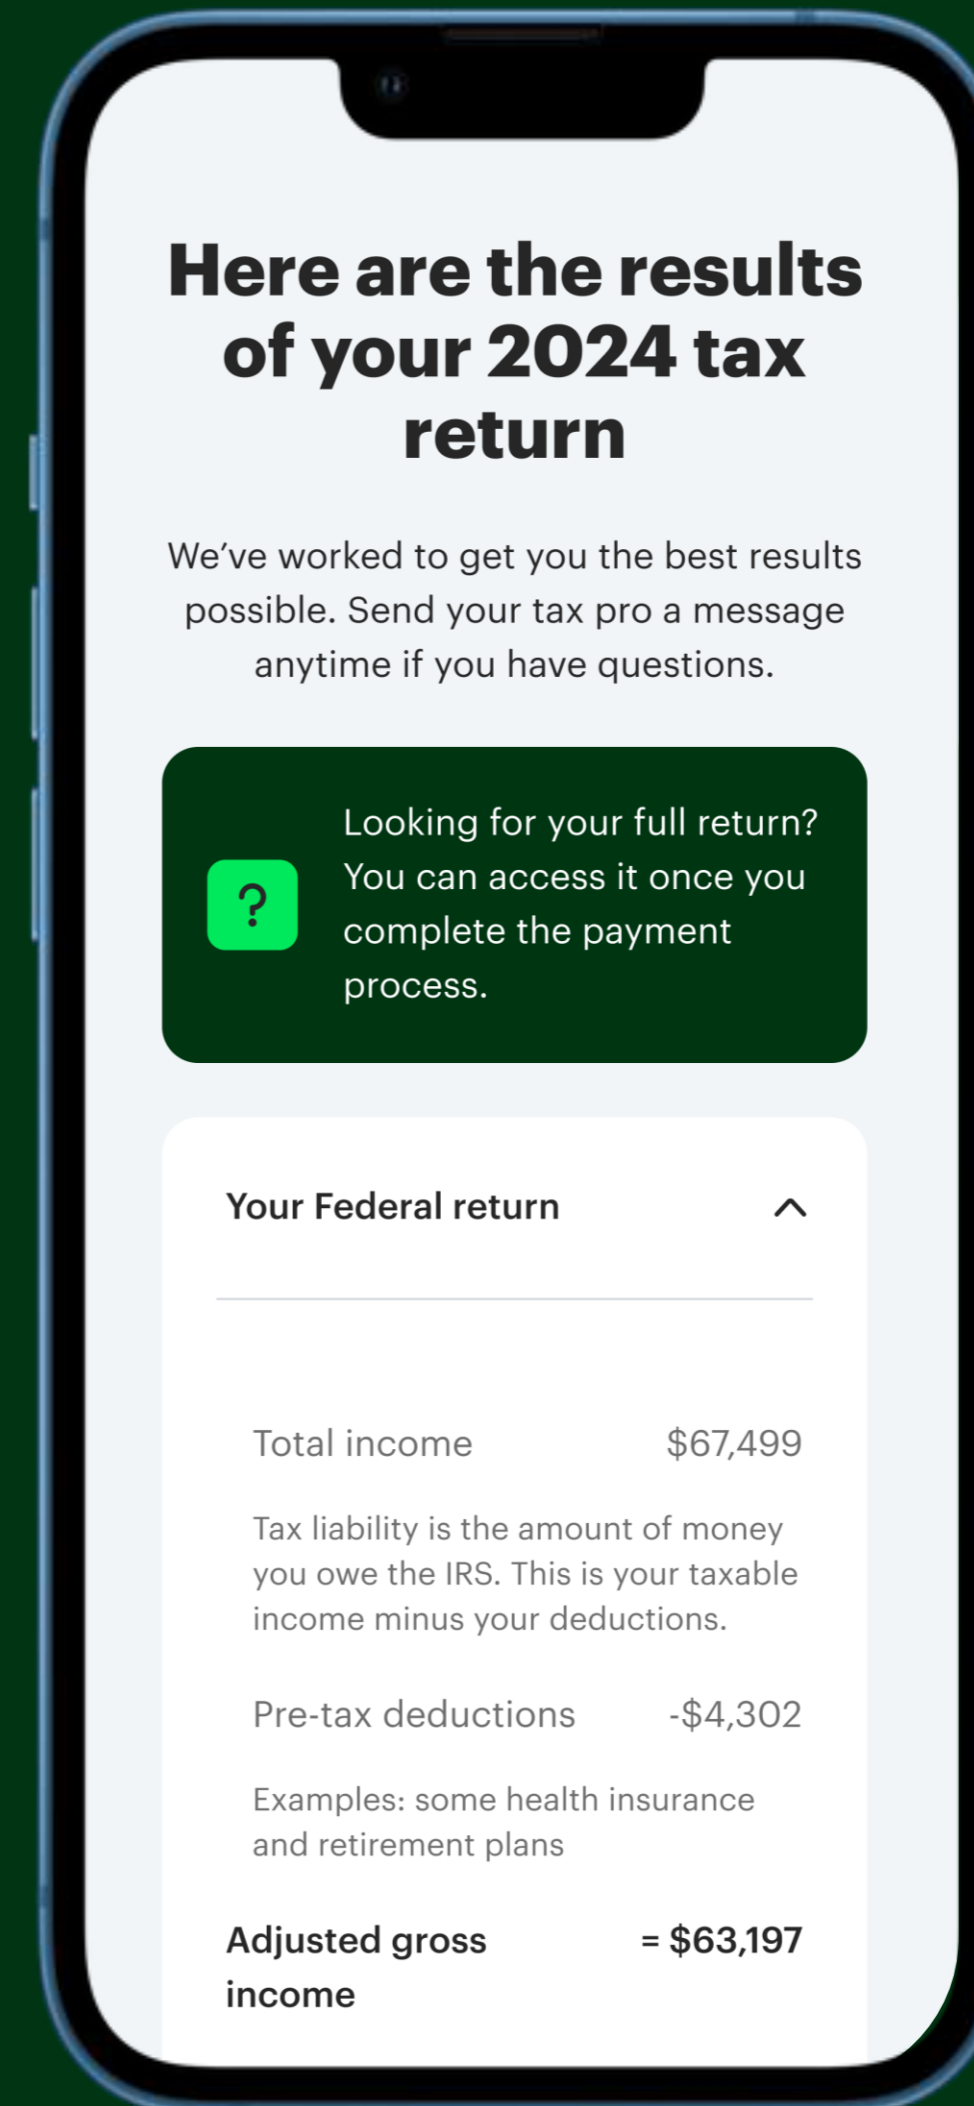 Here are the results
of your 2024 tax
return
We’ve worked to get you the best results
possible. Send your tax pro a message
anytime if you have questions.
?
Looking for your full return?
You can access it once you
complete the payment
process.
Your Federal return
Total income $67,499
Tax liability is the amount of money
you owe the IRS. This is your taxable
income minus your deductions.
Pre-tax deductions -$4,302
Examples: some health insurance
and retirement plans
Adjusted gross = $63,197
income